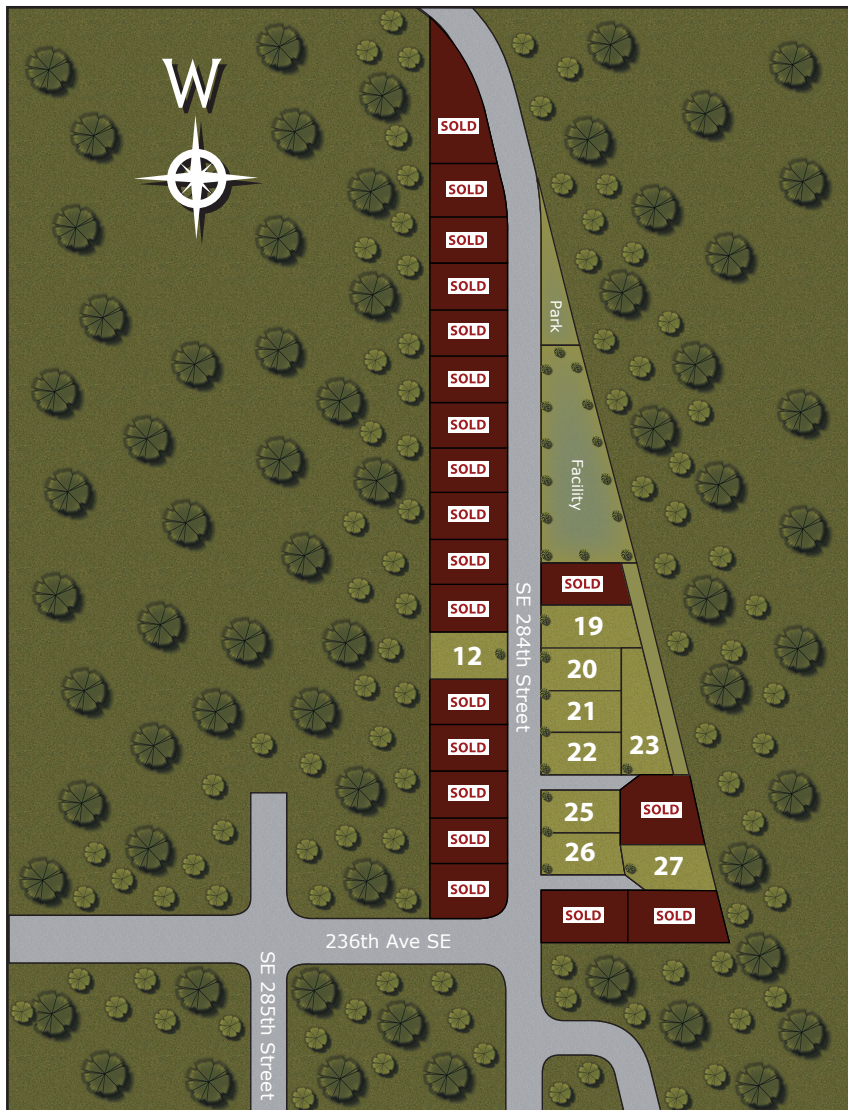 W
SOLD
SOLD
SOLD
SOLD
SOLD
SOLD
SOLD
SOLD
SOLD
SOLD
SOLD
12
SOLD
SOLD
SOLD
SOLD
SOLD
SE 284th Street
Park
Facility
SOLD
19
20
21
22
23
25
SOLD
26
27
SOLD
SOLD
236th Ave SE
SE 285th Street